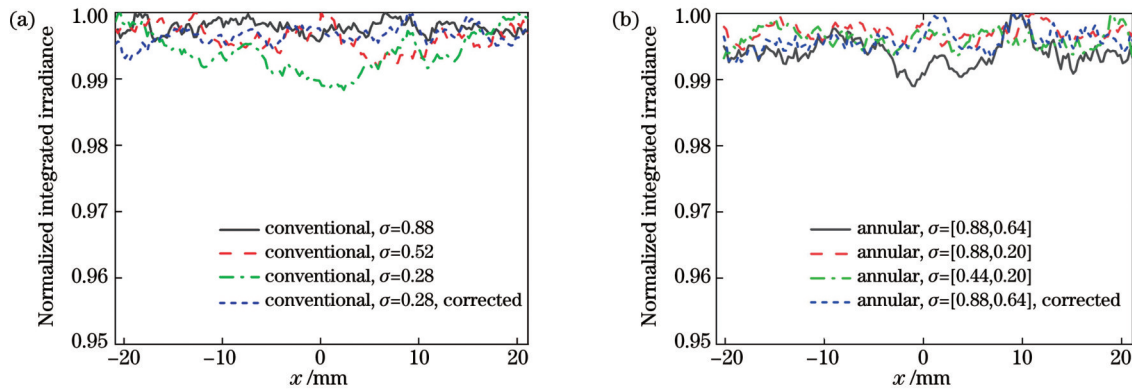 (a)
Normalized integrated irradiance
1.00
0.99
0.98
0.97
0.96
0.95
conventional, σ=0.88
conventional, σ=0.52
conventional, σ=0.28
conventional, σ=0.28, corrected
−20
−10
0
10
20
x /mm
(b)
Normalized integrated irradiance
1.00
0.99
0.98
0.97
0.96
0.95
annular, σ=[0.88,0.64]
annular, σ=[0.88,0.20]
annular, σ=[0.44,0.20]
annular, σ=[0.88,0.64], corrected
−20
−10
0
10
20
x /mm